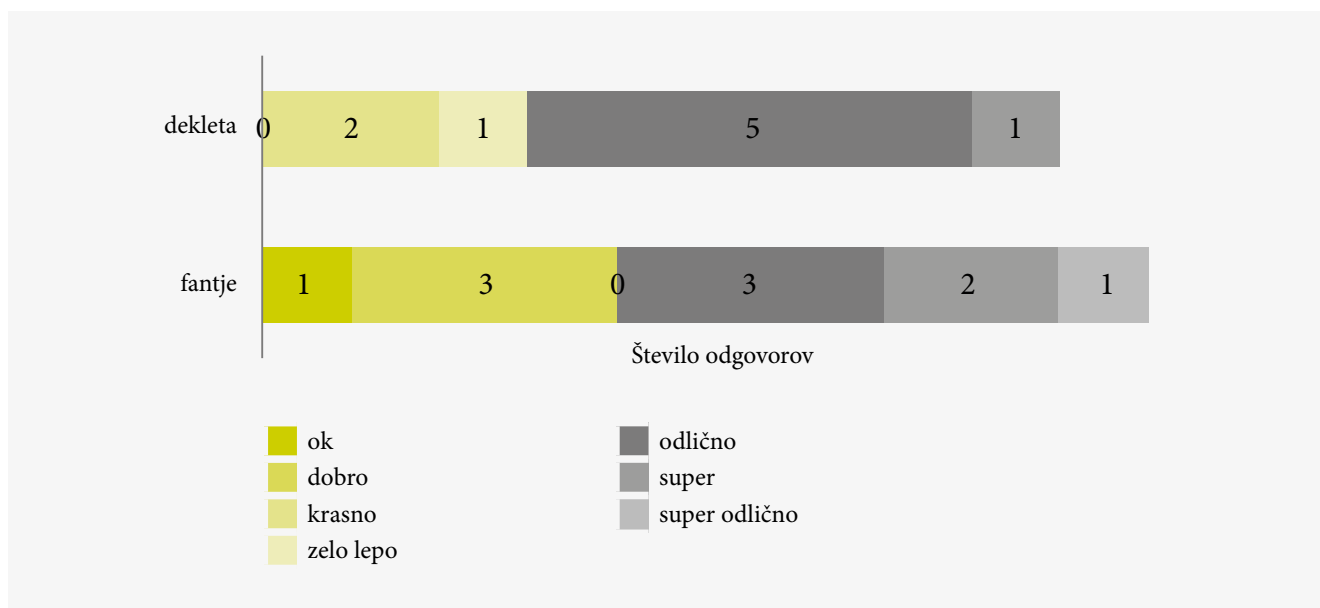 dekleta 0 2 1 5 1
fantje 1 3 0 3 2 1
Število odgovorov
ok
dobro
krasno
zelo lepo
odlično
super
super odlično